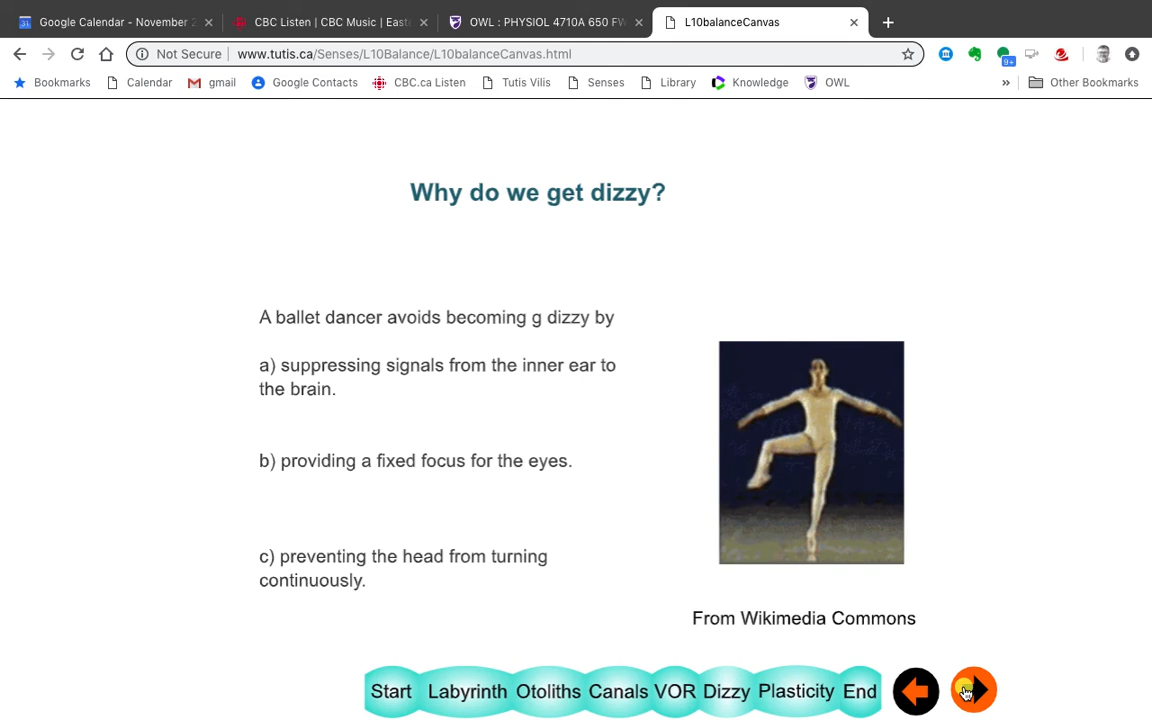 Google Calendar - November 2
CBC Listen | CBC Music | Easte
OWL : PHYSIOL 4710A 650 FW
L10balanceCanvas
Not Secure
www.tutis.ca/Senses/L10Balance/L10balanceCanvas.html
9+
Bookmarks
Calendar
gmail
Google Contacts
CBC.ca Listen
Tutis Vilis
Senses
Library
Knowledge
OWL
»
Other Bookmarks
Why do we get dizzy?
A ballet dancer avoids becoming g dizzy by
a) suppressing signals from the inner ear to
the brain.
b) providing a fixed focus for the eyes.
c) preventing the head from turning
continuously.
From Wikimedia Commons
Start
Labyrinth
Otoliths
Canals
VOR
Dizzy
Plasticity
End